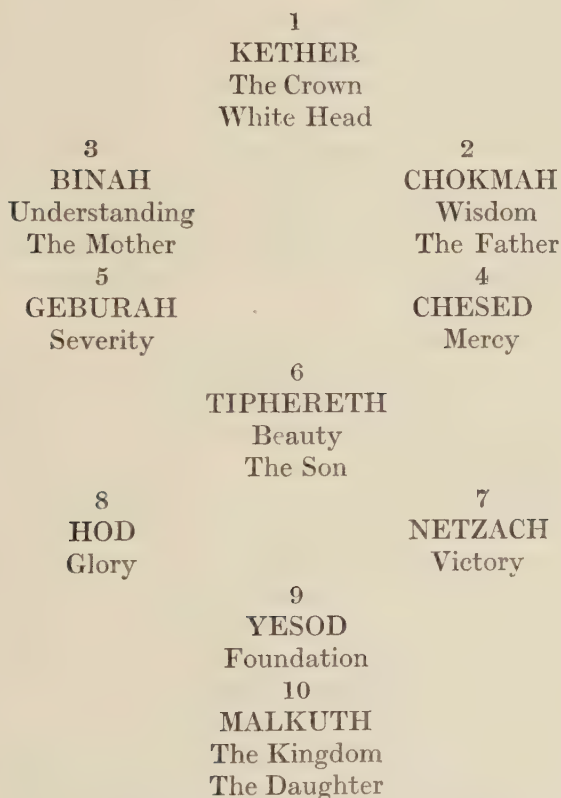 1
KETHER
The Crown
White Head
3 2
BINAH CHOKMAH
Understanding Wisdom
The Mother The Father
5 4
GEBURAH CHESED
Severity Mercy
6
TIPHERETH
Beauty
The Son
8 7
HOD NETZACH
Glory Victory
9
YESOD
Foundation
10
MALKUTH
The Kingdom
The Daughter